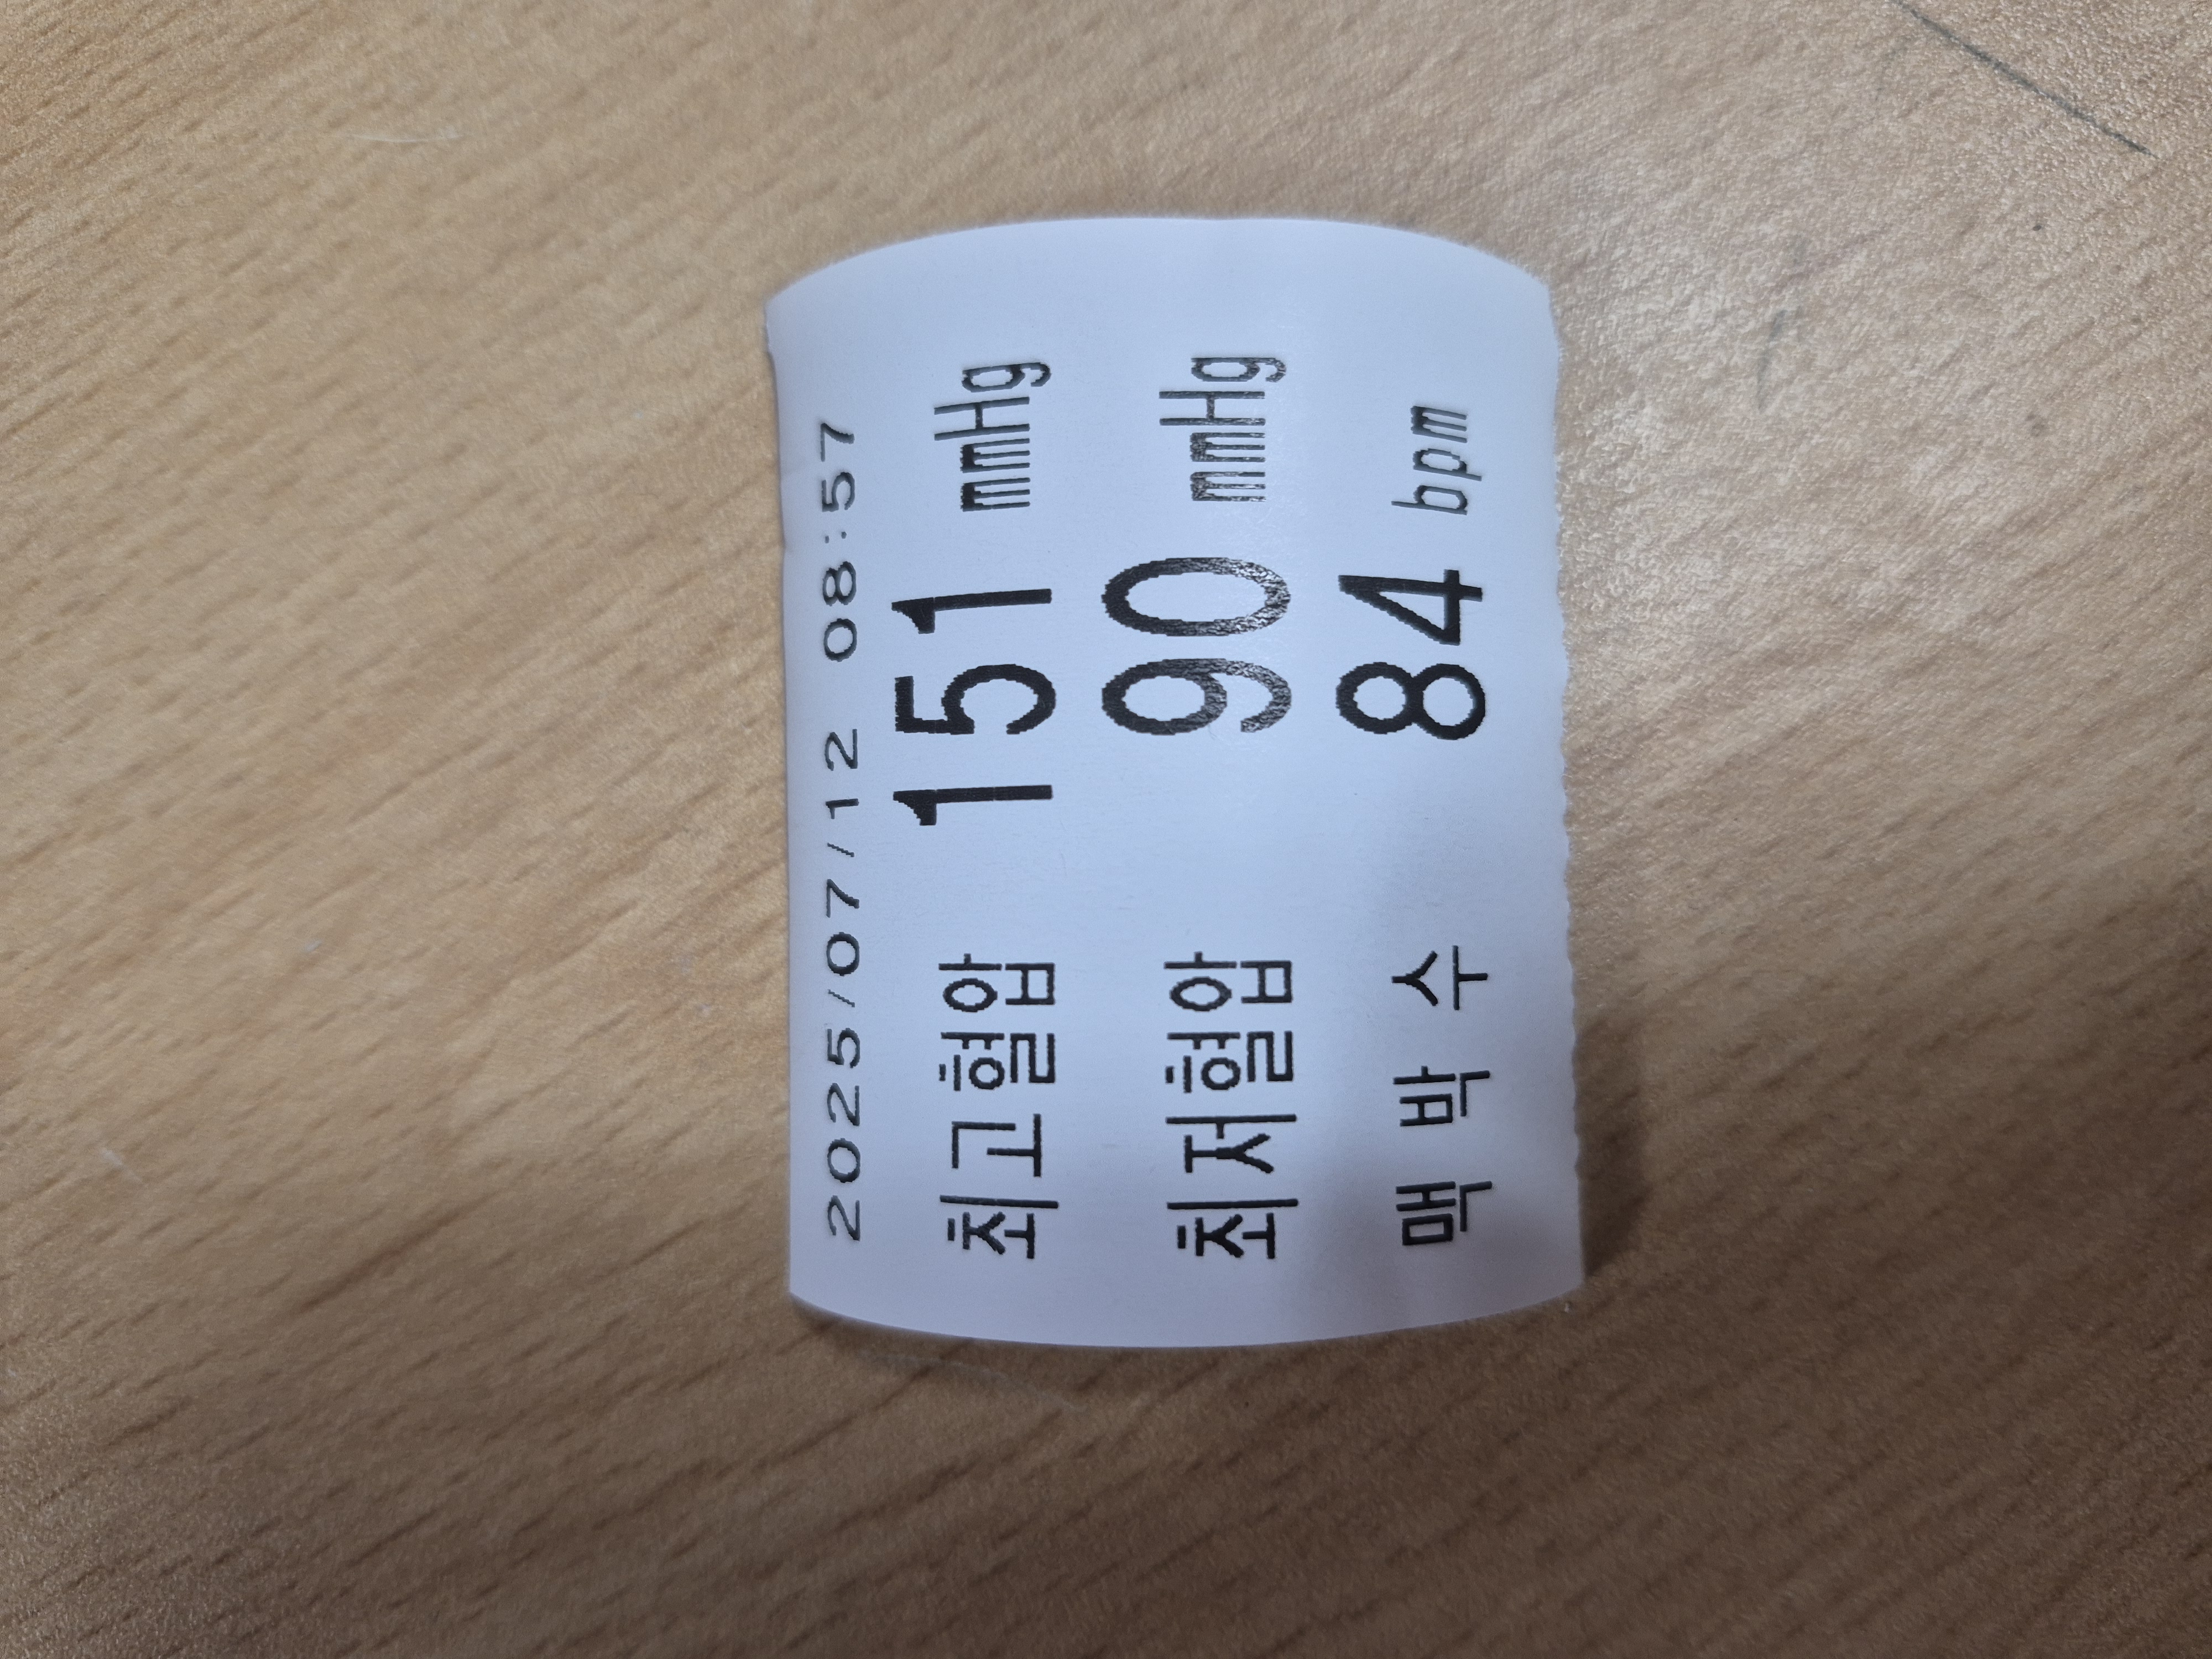 2025/07/12 08:57
최고혈압 151 mmHg
최저혈압 90 mmHg
맥 박 수 84 bpm